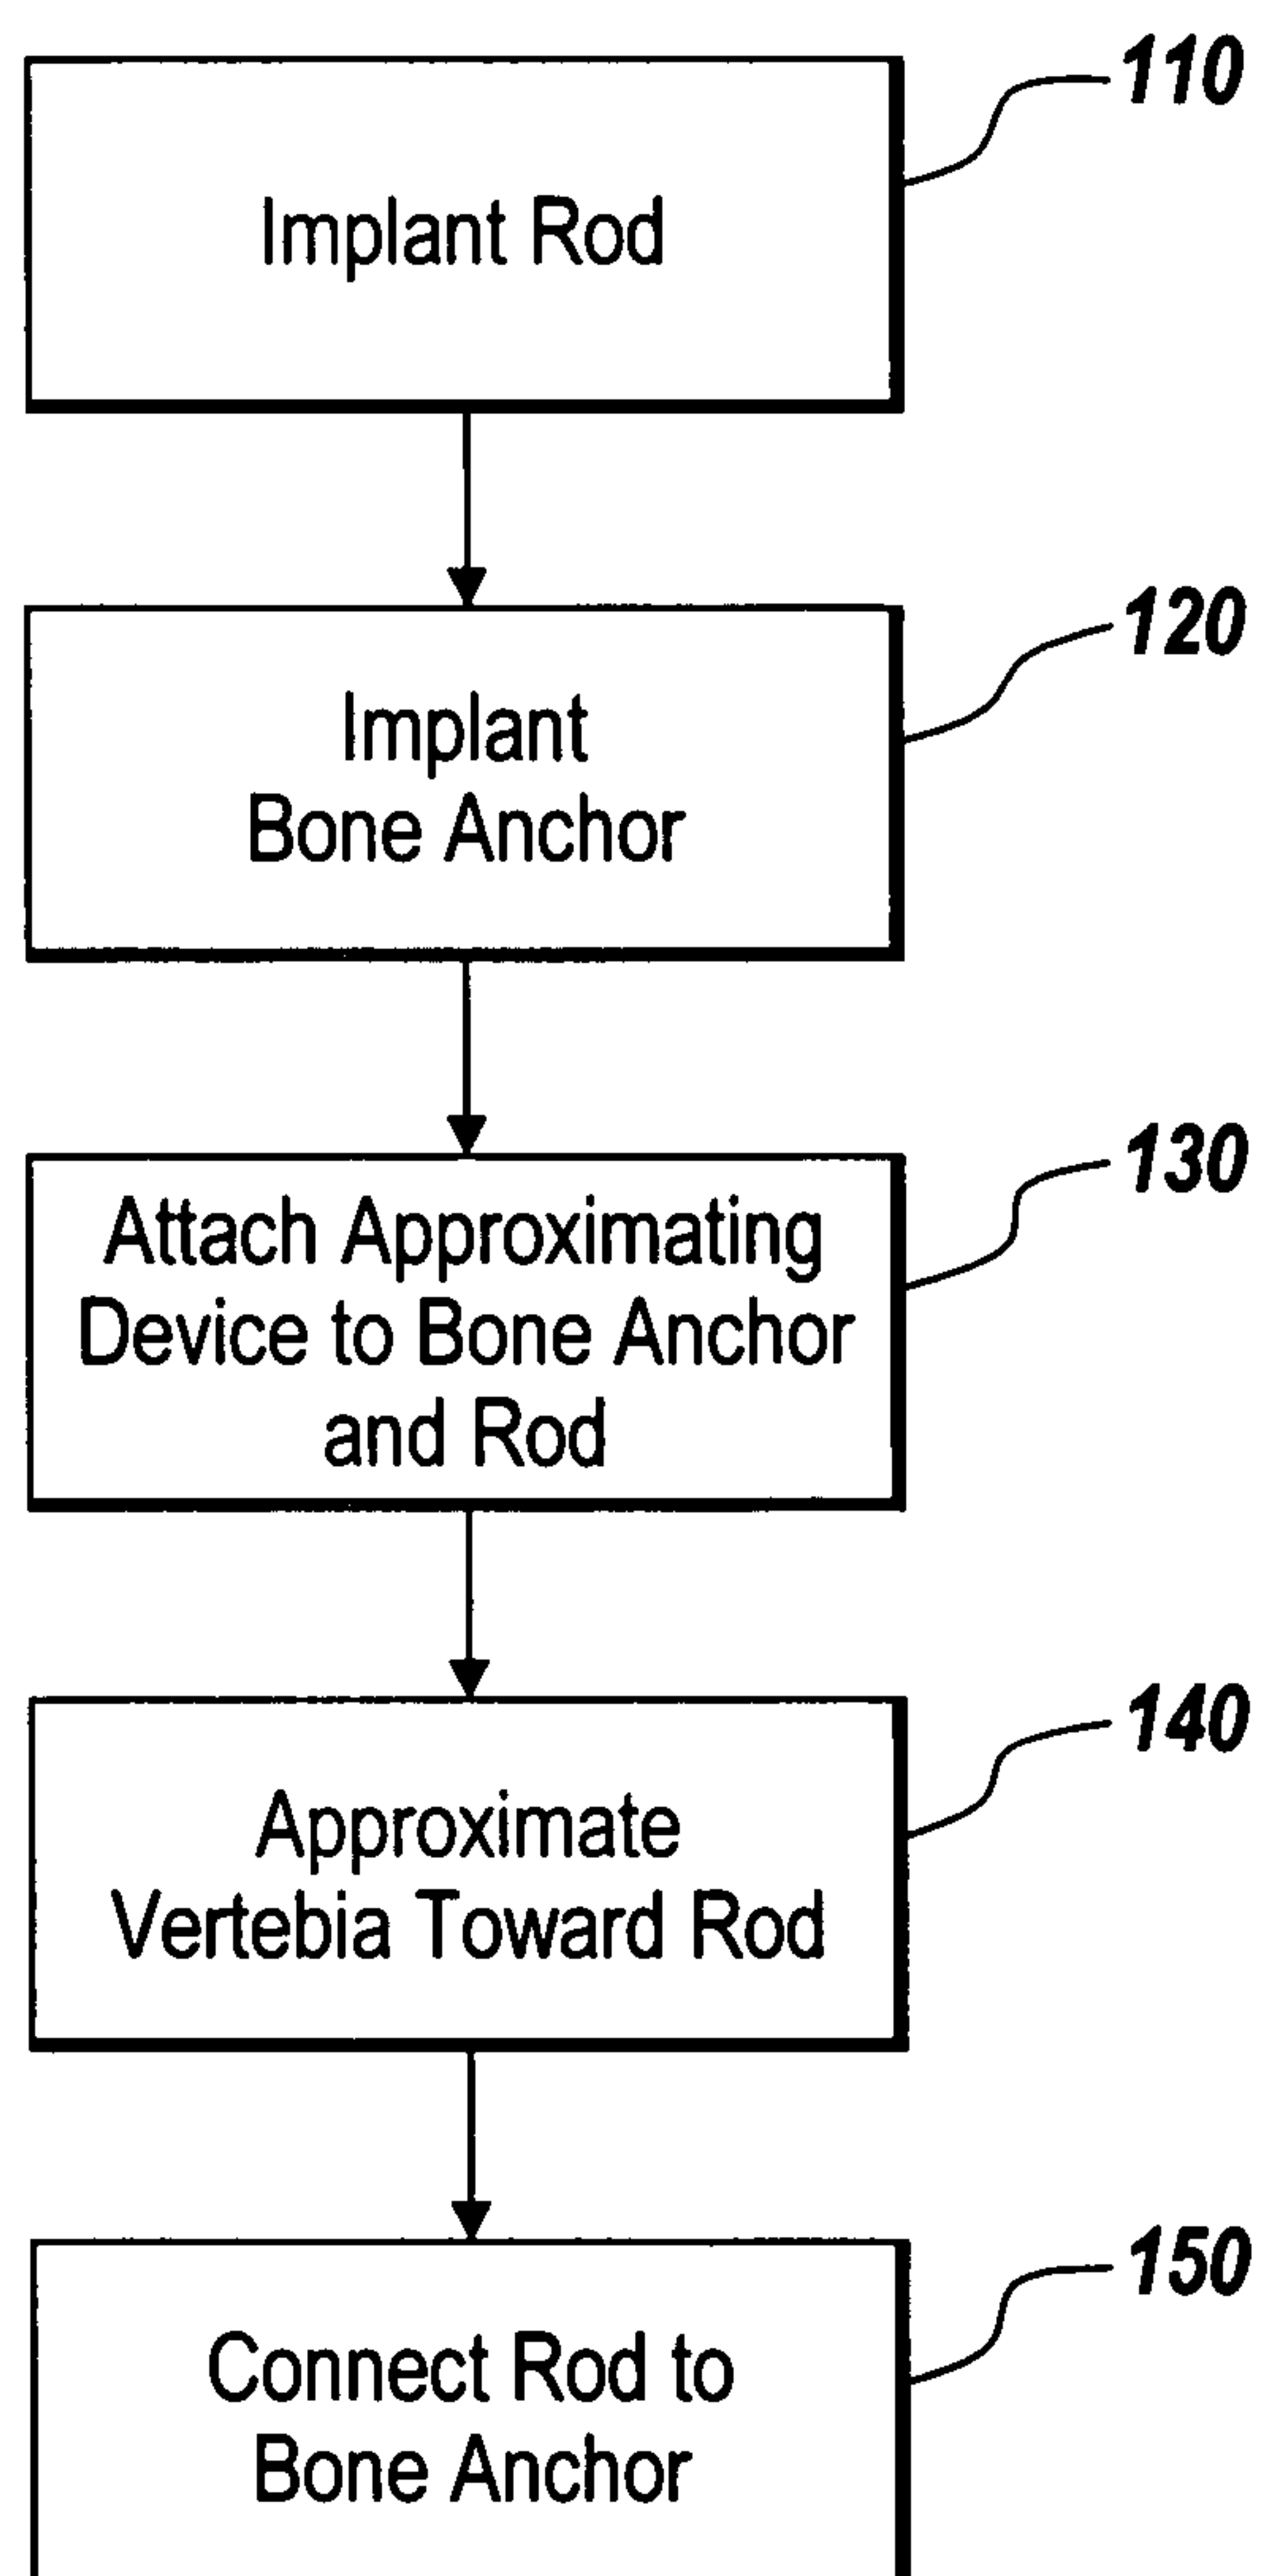 110
Implant Rod
120
Implant
Bone Anchor
130
Attach Approximating
Device to Bone Anchor
and Rod
140
Approximate
Vertebia Toward Rod
150
Connect Rod to
Bone Anchor